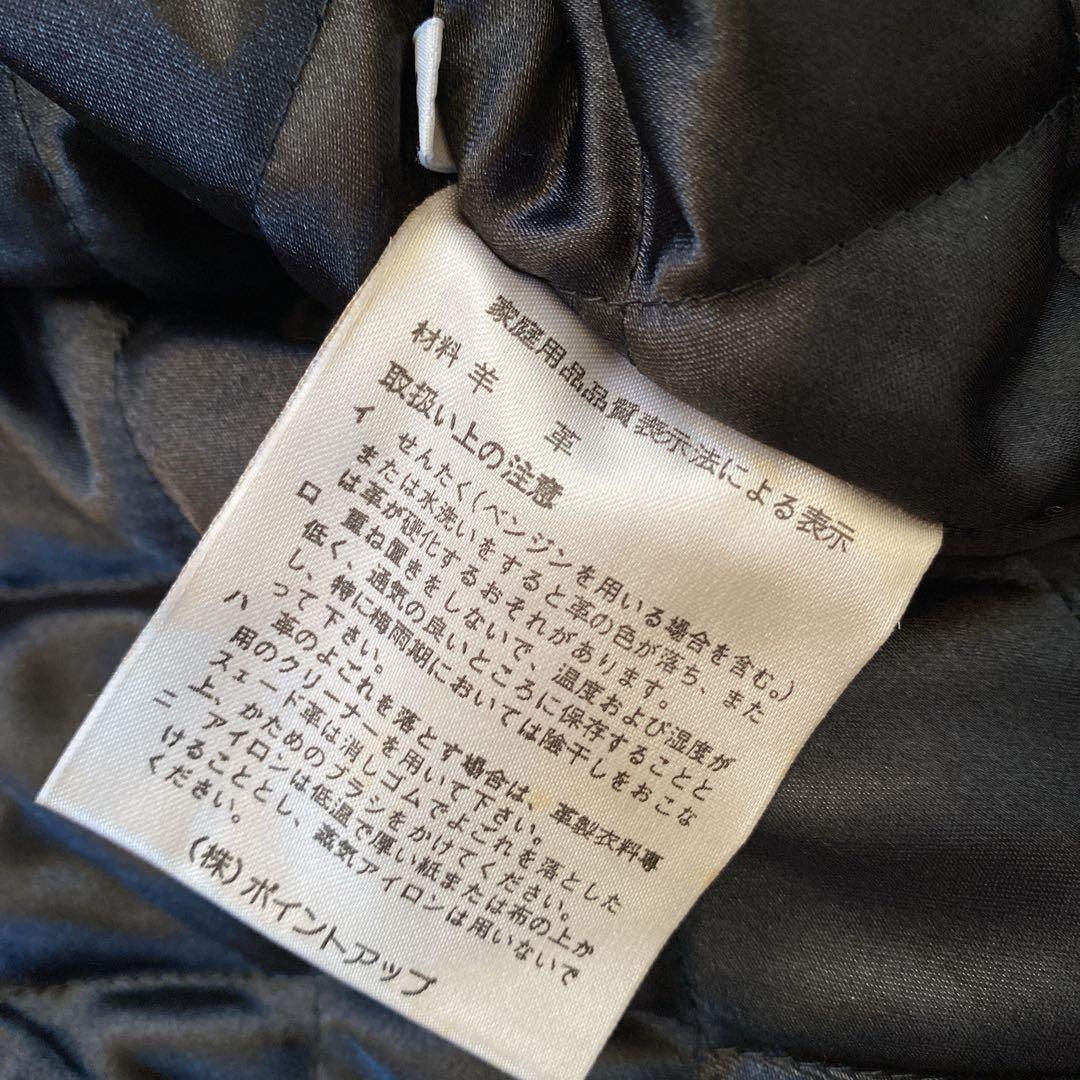 家庭用品品質表示法による表示
材料 羊 革
取扱い上の注意
イ せんたく(ベンジンを用いる場合を含む。)
または水洗いをすると革の色が落ち、また
は革が硬化するおそれがあります。
ロ 重ね置きをしないで、温度および湿度が
低く、通気の良いところに保存することと
し、特に梅雨期においては陰干しをおこな
って下さい。
ハ 革のよごれを落とす場合は、革製衣料専
用のクリーナーを用いて下さい。
スェード革は消しゴムでよごれを落とした
上、かためのブラシをかけてください。
ニ アイロンは低温で厚い紙または布の上か
けることとし、蒸気アイロンは用いないで
ください。
(株)ポイントアップ